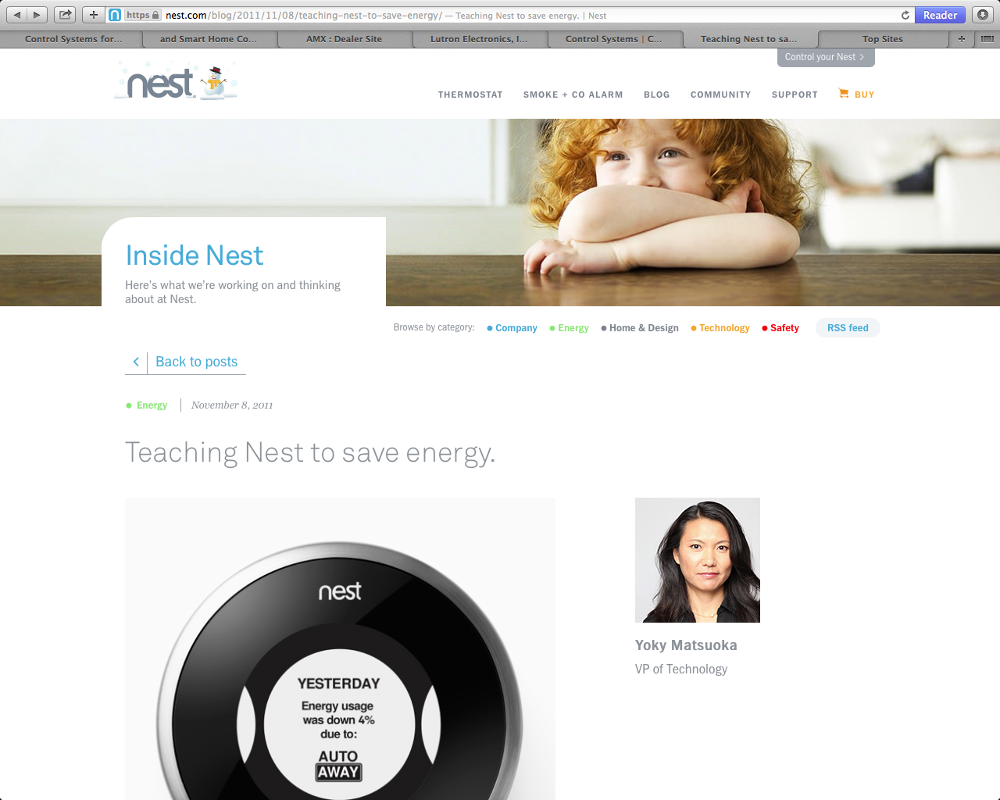 https nest.com/blog/2011/11/08/teaching-nest-to-save-energy/ — Teaching Nest to save energy. | Nest
Reader
Control Systems for...
and Smart Home Co...
AMX : Dealer Site
Lutron Electronics, I...
Control Systems | C...
Teaching Nest to sa...
Top Sites
Control your Nest >
nest
THERMOSTAT
SMOKE + CO ALARM
BLOG
COMMUNITY
SUPPORT
BUY
Inside Nest
Here's what we're working on and thinking
about at Nest.
Browse by category:
Company
Energy
Home & Design
Technology
Safety
RSS feed
Back to posts
Energy
November 8, 2011
Teaching Nest to save energy.
nest
YESTERDAY
Energy usage
was down 4%
due to:
AUTO
AWAY
Yoky Matsuoka
VP of Technology